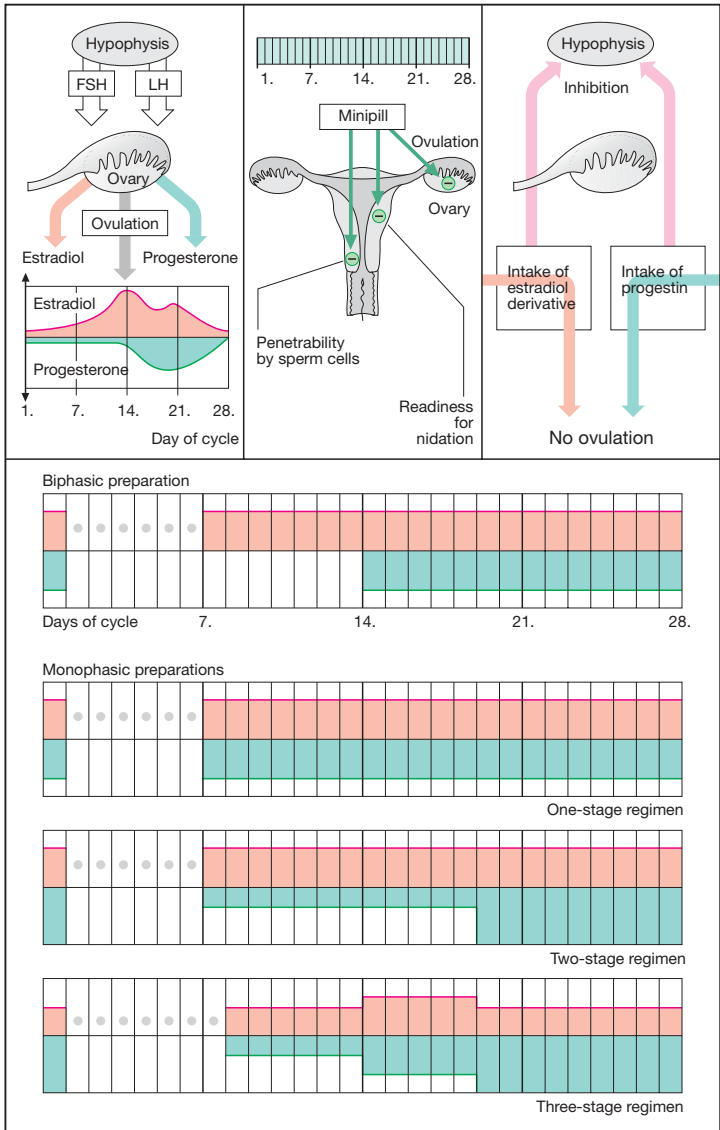 Hypophysis
FSH
LH
Ovary
Ovulation
Estradiol
Progesterone
Estradiol
Progesterone
1.
7.
14.
21.
28.
Day of cycle
1.
7.
14.
21.
28.
Minipill
Ovulation
Ovary
Penetrability
by sperm cells
Readiness
for
nidation
Hypophysis
Inhibition
Intake of
estradiol
derivative
Intake of
progestin
No ovulation
Biphasic preparation
Days of cycle
7.
14.
21.
28.
Monophasic preparations
One-stage regimen
Two-stage regimen
Three-stage regimen